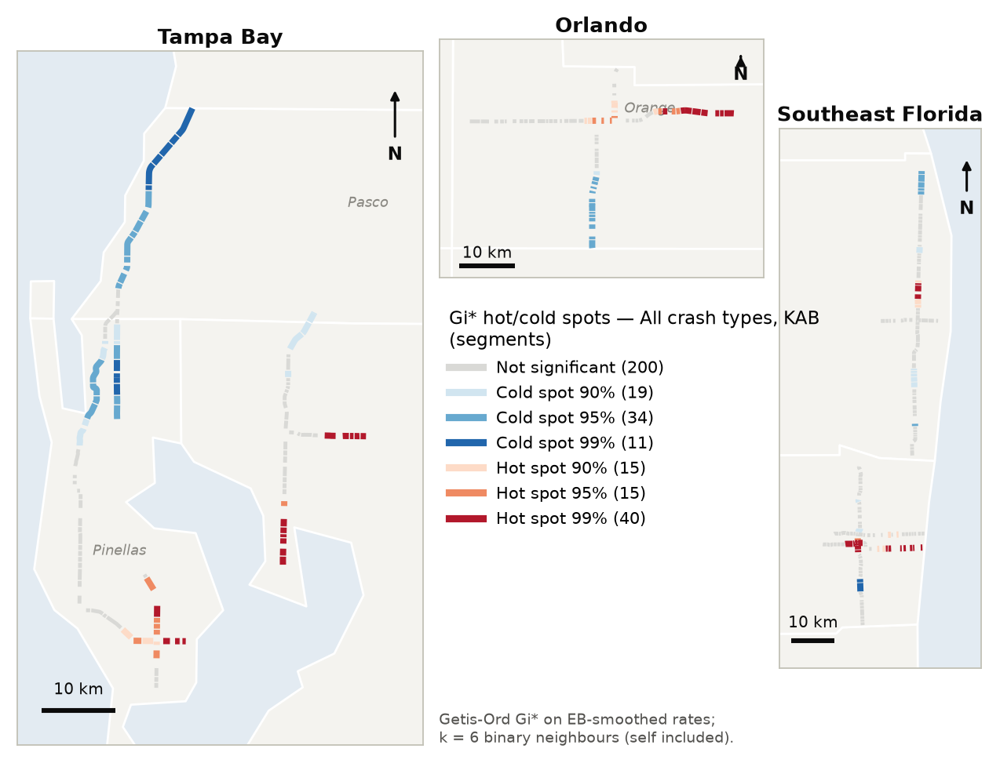 Tampa Bay
Orlando
Southeast Florida
N
N
N
Pasco
Orange
Pinellas
10 km
10 km
10 km
Gi* hot/cold spots — All crash types, KAB
(segments)
Not significant (200)
Cold spot 90% (19)
Cold spot 95% (34)
Cold spot 99% (11)
Hot spot 90% (15)
Hot spot 95% (15)
Hot spot 99% (40)
Getis-Ord Gi* on EB-smoothed rates;
k = 6 binary neighbours (self included).